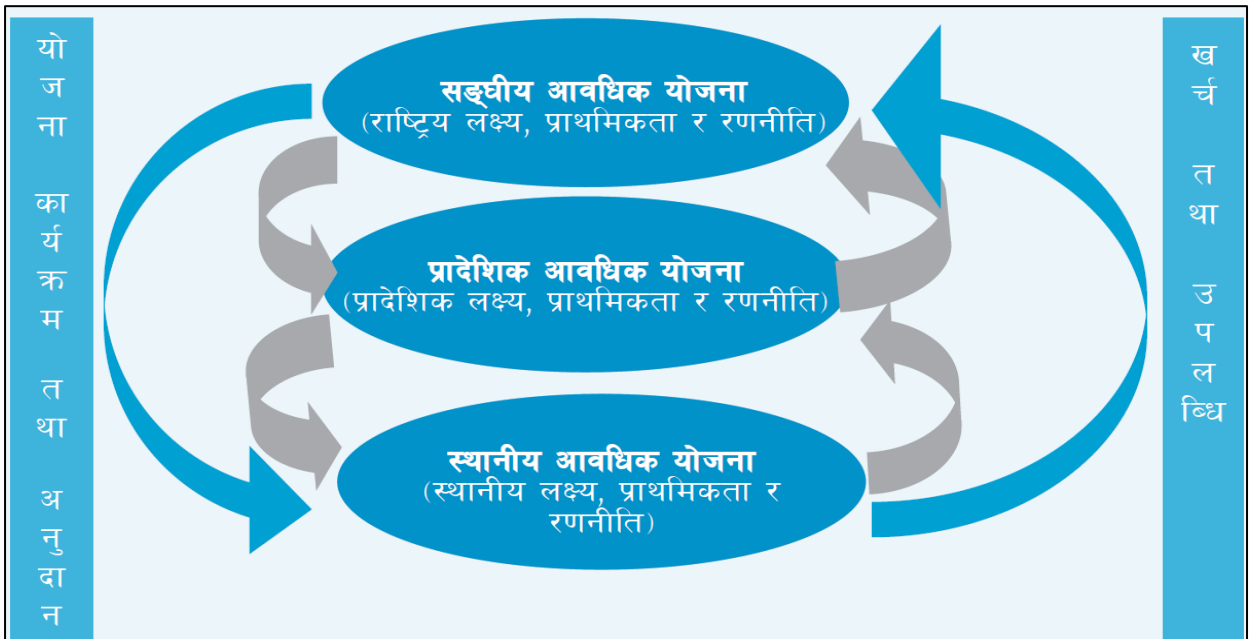 योजना कार्यक्रम तथा अनुदान
सङ्घीय आवधिक योजना
(राष्ट्रिय लक्ष्य, प्राथमिकता र रणनीति)
प्रादेशिक आवधिक योजना
(प्रादेशिक लक्ष्य, प्राथमिकता र रणनीति)
स्थानीय आवधिक योजना
(स्थानीय लक्ष्य, प्राथमिकता र
रणनीति)
खर्च तथा उपलब्धि